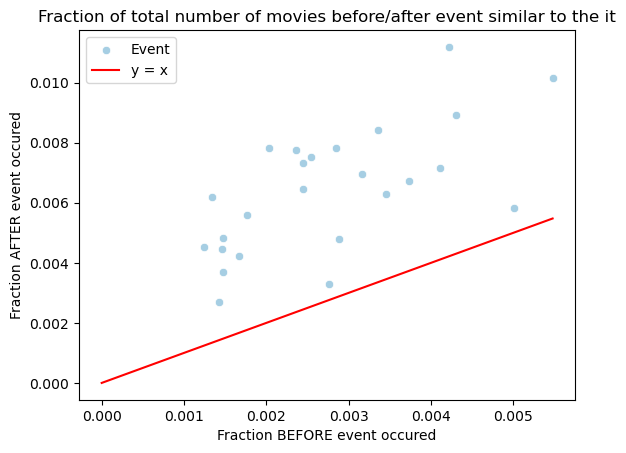 Fraction of total number of movies before/after event similar to the it
Event
y = x
Fraction AFTER event occured
0.010
0.008
0.006
0.004
0.002
0.000
0.000 0.001 0.002 0.003 0.004 0.005
Fraction BEFORE event occured